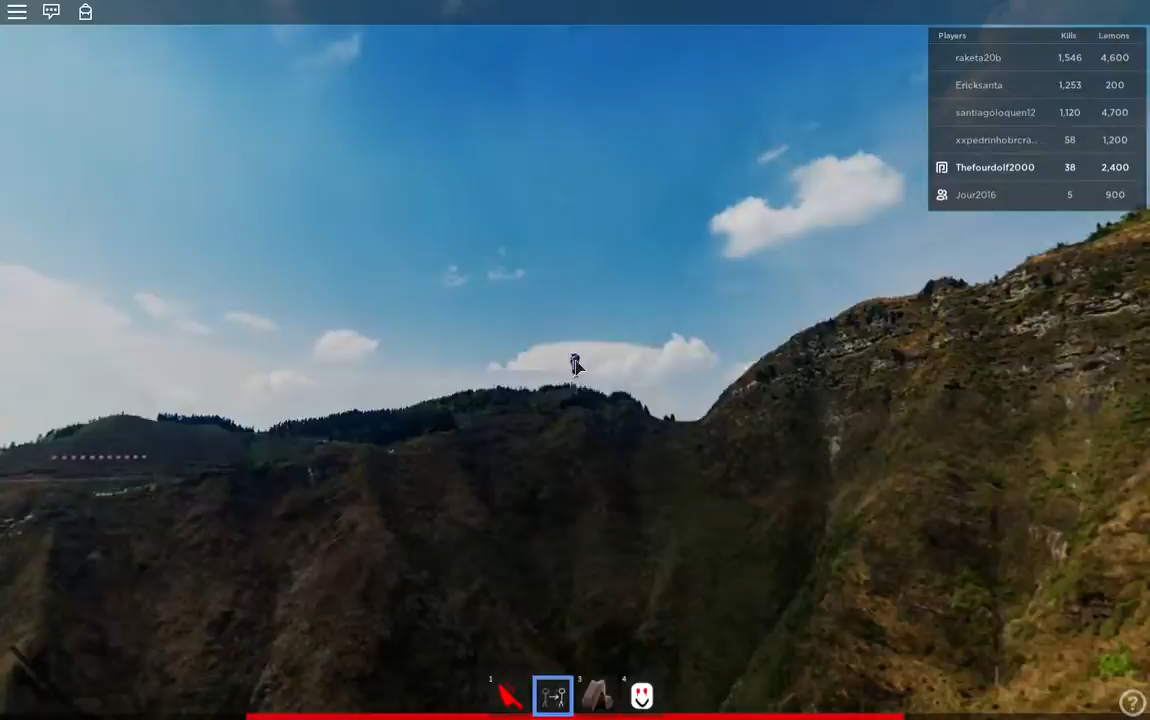 Players Kills Lemons
raketa20b 1,546 4,600
Ericksanta 1,253 200
santiagoloquen12 1,120 4,700
xxpedrinhobrcra... 58 1,200
Thefourdolf2000 38 2,400
Jour2016 5 900
1 3 4
?